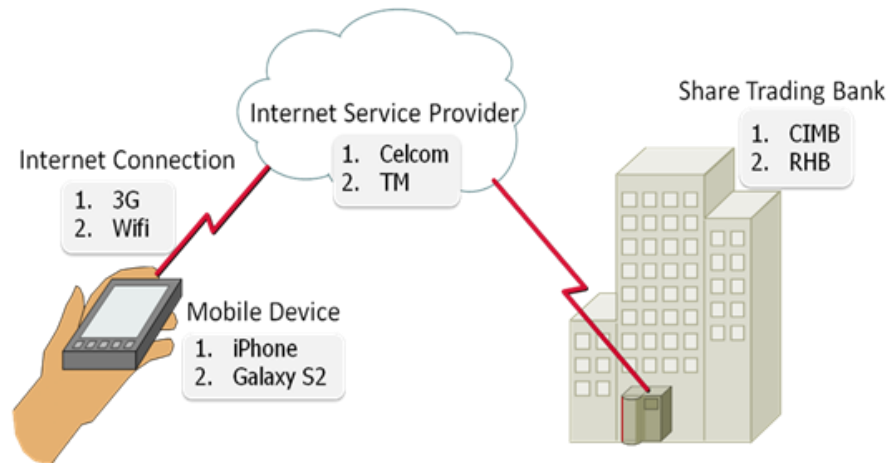 Internet Service Provider
1. Celcom
2. TM
Share Trading Bank
1. CIMB
2. RHB
Internet Connection
1. 3G
2. Wifi
Mobile Device
1. iPhone
2. Galaxy S2